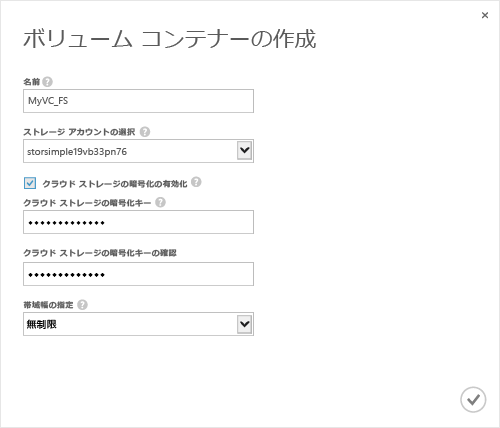 ボリューム コンテナーの作成
名前 ?
MyVC_FS
ストレージ アカウントの選択 ?
storsimple19vb33pn76
クラウド ストレージの暗号化の有効化 ?
クラウド ストレージの暗号化キー ?
•••••••••••••
クラウド ストレージの暗号化キーの確認
•••••••••••••
帯域幅の指定 ?
無制限